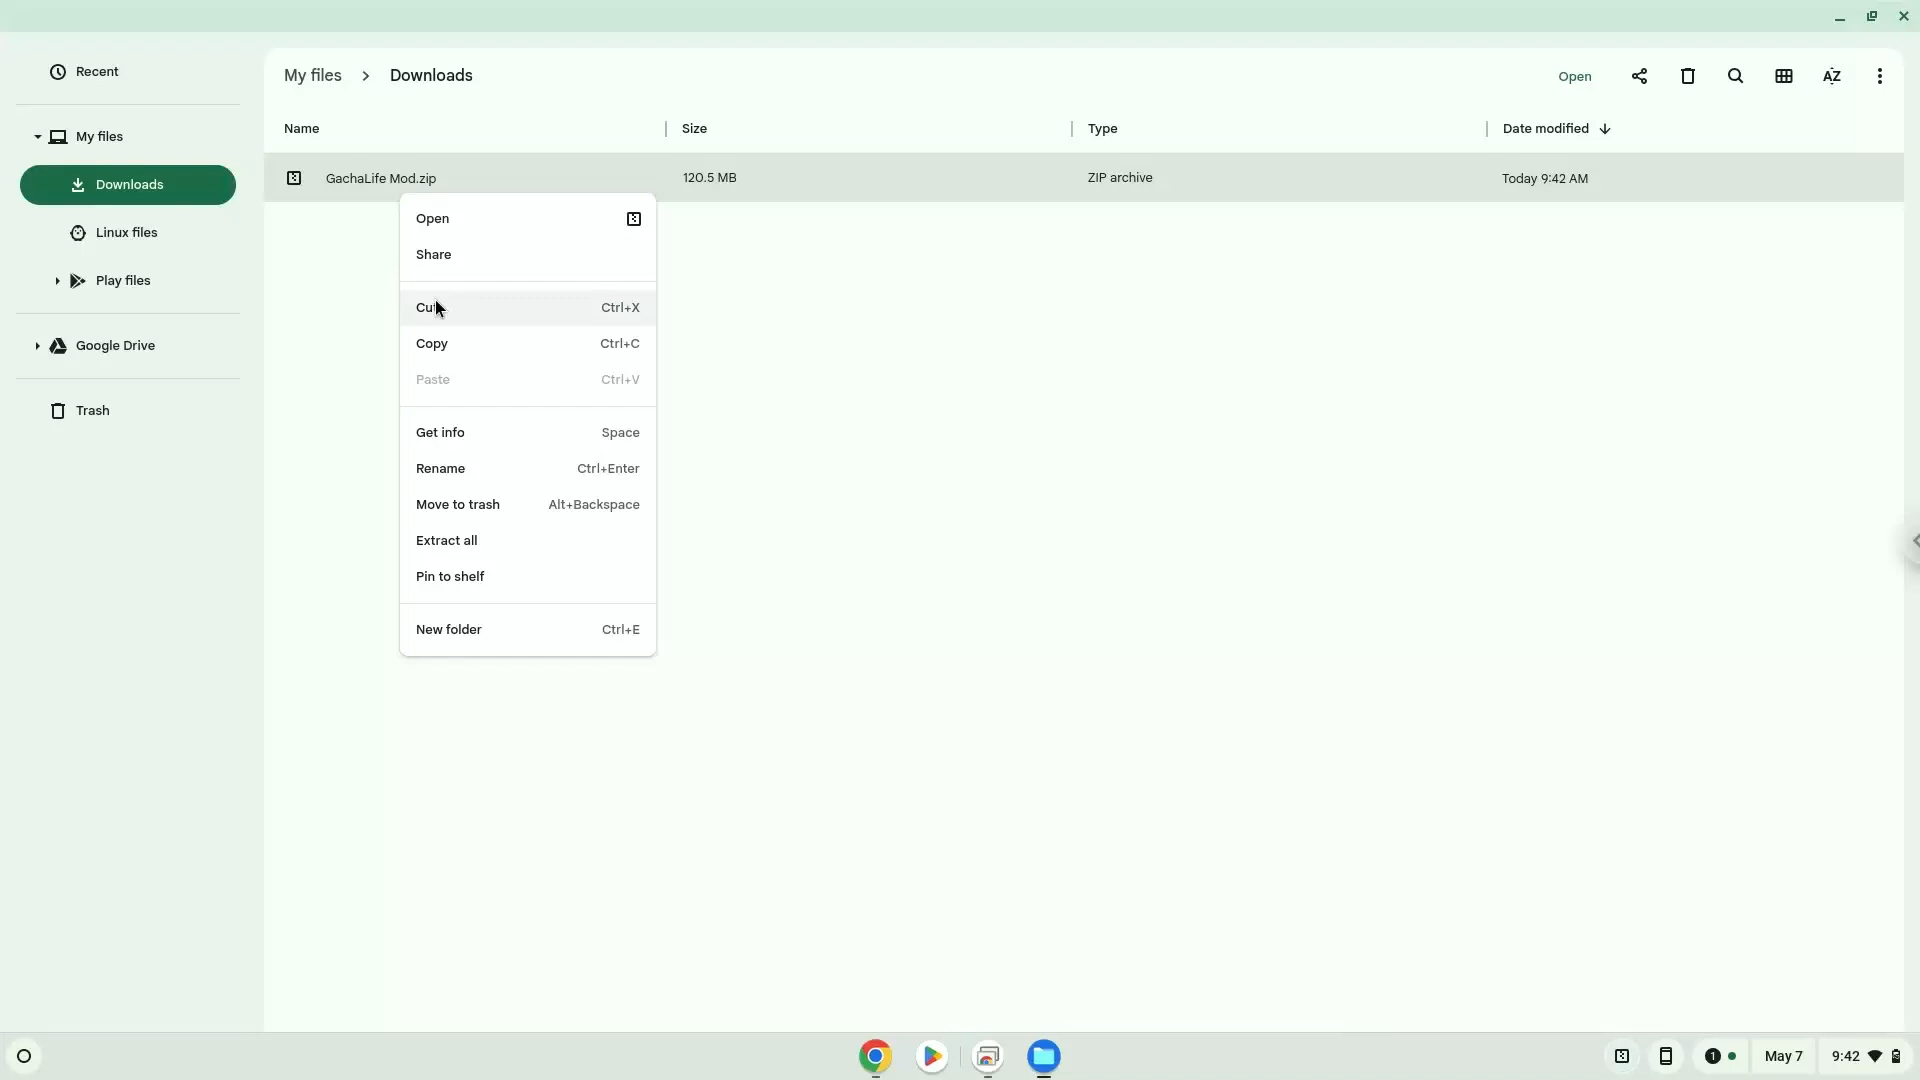 Recent
My files
Downloads
Linux files
Play files
Google Drive
Trash
My files > Downloads
Open
AZ
Name
Size
Type
Date modified
GachaLife Mod.zip
120.5 MB
ZIP archive
Today 9:42 AM
Open
Share
Cut Ctrl+X
Copy Ctrl+C
Paste Ctrl+V
Get info Space
Rename Ctrl+Enter
Move to trash Alt+Backspace
Extract all
Pin to shelf
New folder Ctrl+E
1
May 7
9:42